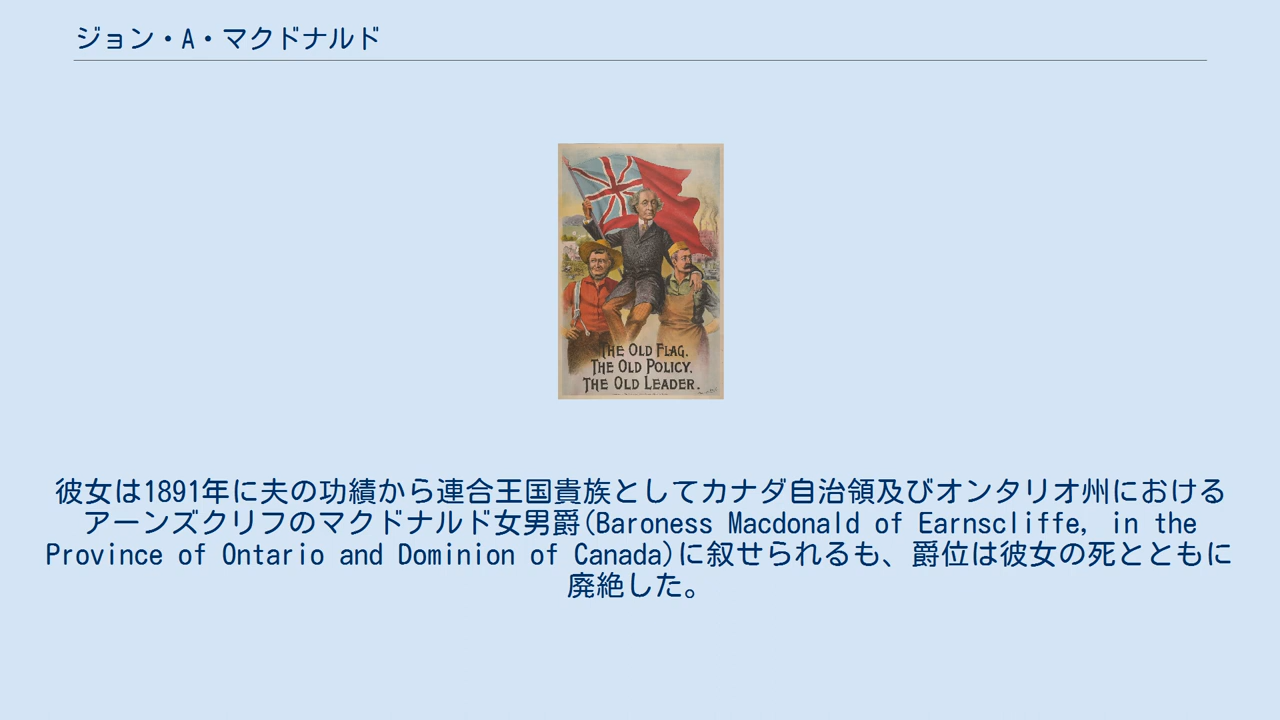 ジョン・A・マクドナルド
THE OLD FLAG.
THE OLD POLICY.
THE OLD LEADER.
彼女は1891年に夫の功績から連合王国貴族としてカナダ自治領及びオンタリオ州における
アーンズクリフのマクドナルド女男爵(Baroness Macdonald of Earnscliffe, in the
Province of Ontario and Dominion of Canada)に叙せられるも、爵位は彼女の死とともに
廃絶した。